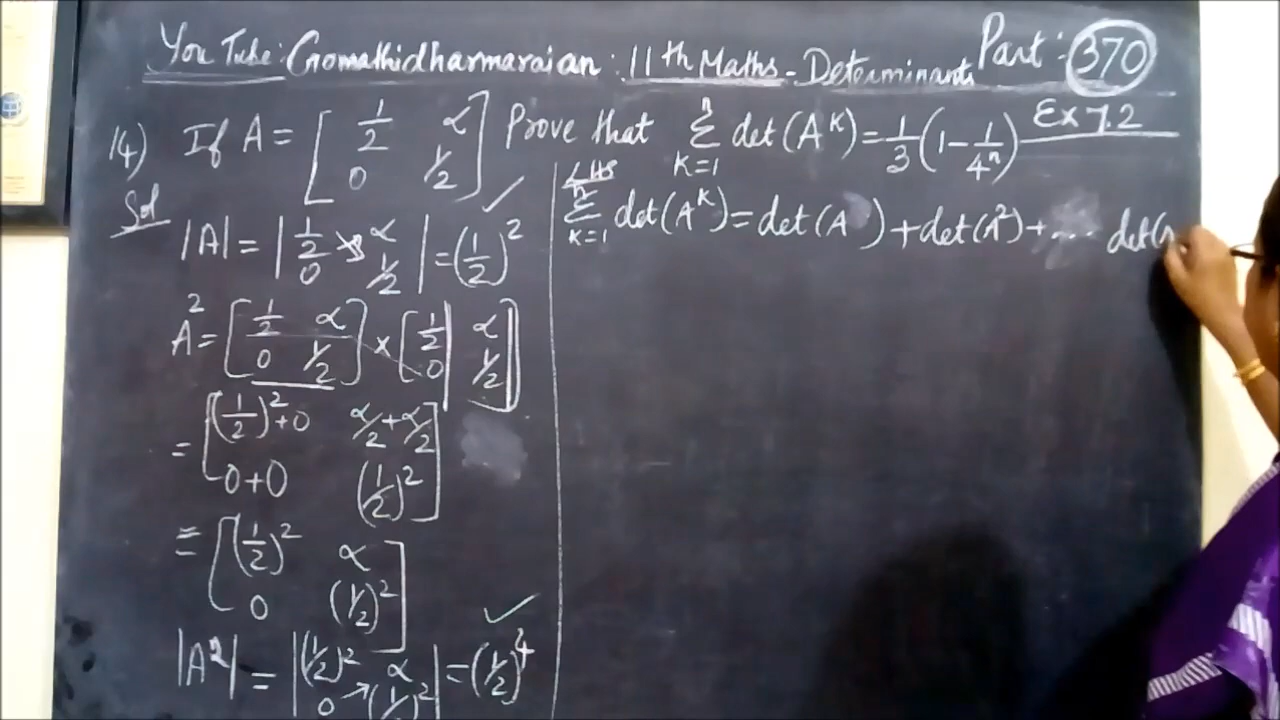 You Tube: Gomathidharmarajan: 11th Maths - Determinants Part: 370
Ex 7.2
14) If A = [ 1/2 α ; 0 1/2 ] Prove that Σ_{K=1}^{n} det(A^K) = 1/3 (1 - 1/4^n)
Sol
|A| = | 1/2 α ; 0 1/2 | = (1/2)^2 ✓
A^2 = [ 1/2 α ; 0 1/2 ] × [ 1/2 α ; 0 1/2 ]
= [ (1/2)^2+0 α/2+α/2 ; 0+0 (1/2)^2 ]
= [ (1/2)^2 α ; 0 (1/2)^2 ]
|A^2| = | (1/2)^2 α ; 0 (1/2)^2 | = (1/2)^4 ✓
LHS
Σ_{K=1}^{n} det(A^K) = det(A) + det(A^2) + ... det(A